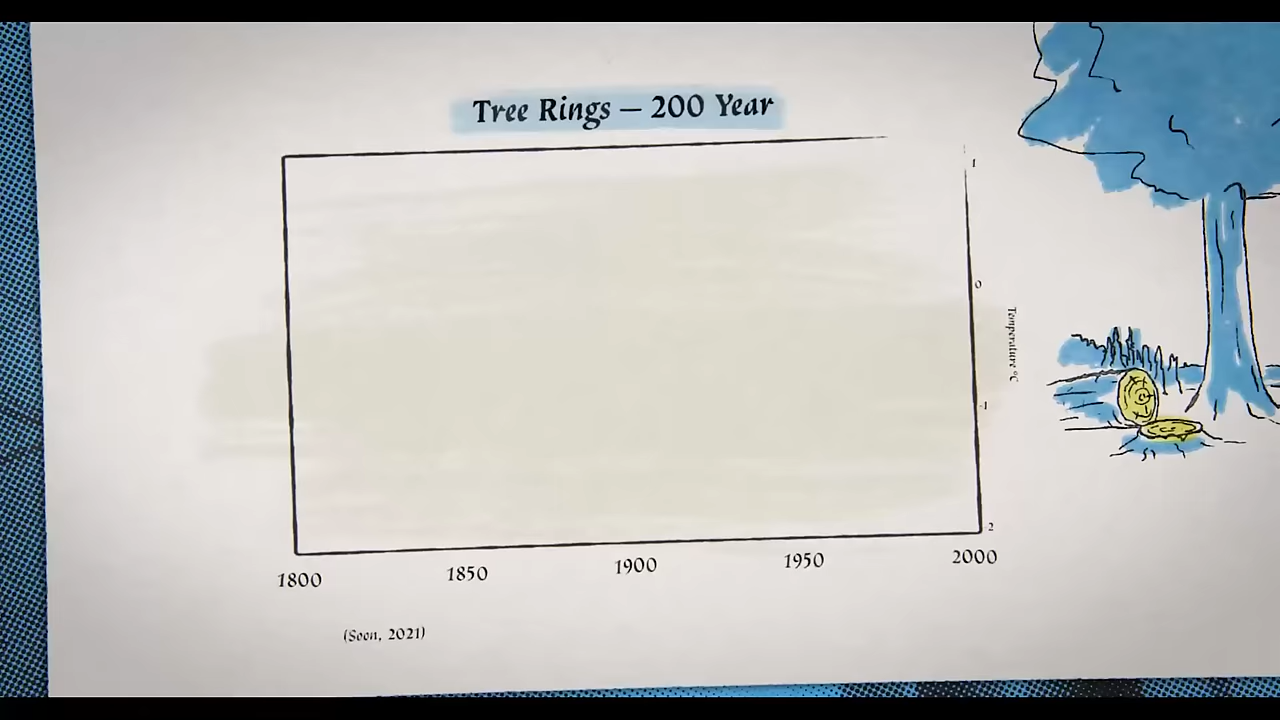 Tree Rings – 200 Year
1
0
-1
2
Temperature °C
1800 1850 1900 1950 2000
(Soon, 2021)